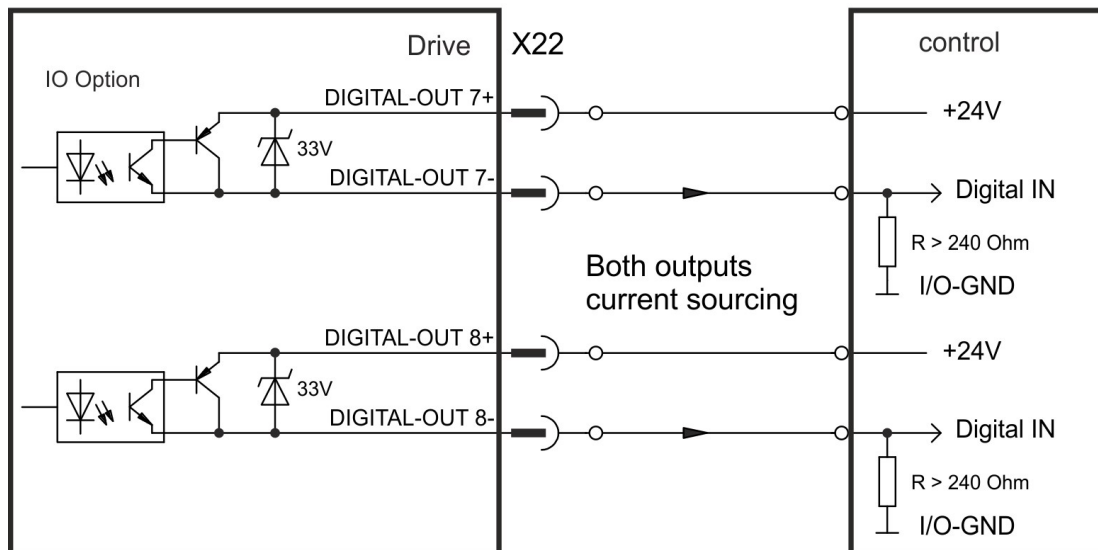 Drive
X22
control
IO Option
DIGITAL-OUT 7+
+24V
33V
DIGITAL-OUT 7-
Digital IN
R > 240 Ohm
I/O-GND
Both outputs
current sourcing
DIGITAL-OUT 8+
+24V
33V
DIGITAL-OUT 8-
Digital IN
R > 240 Ohm
I/O-GND